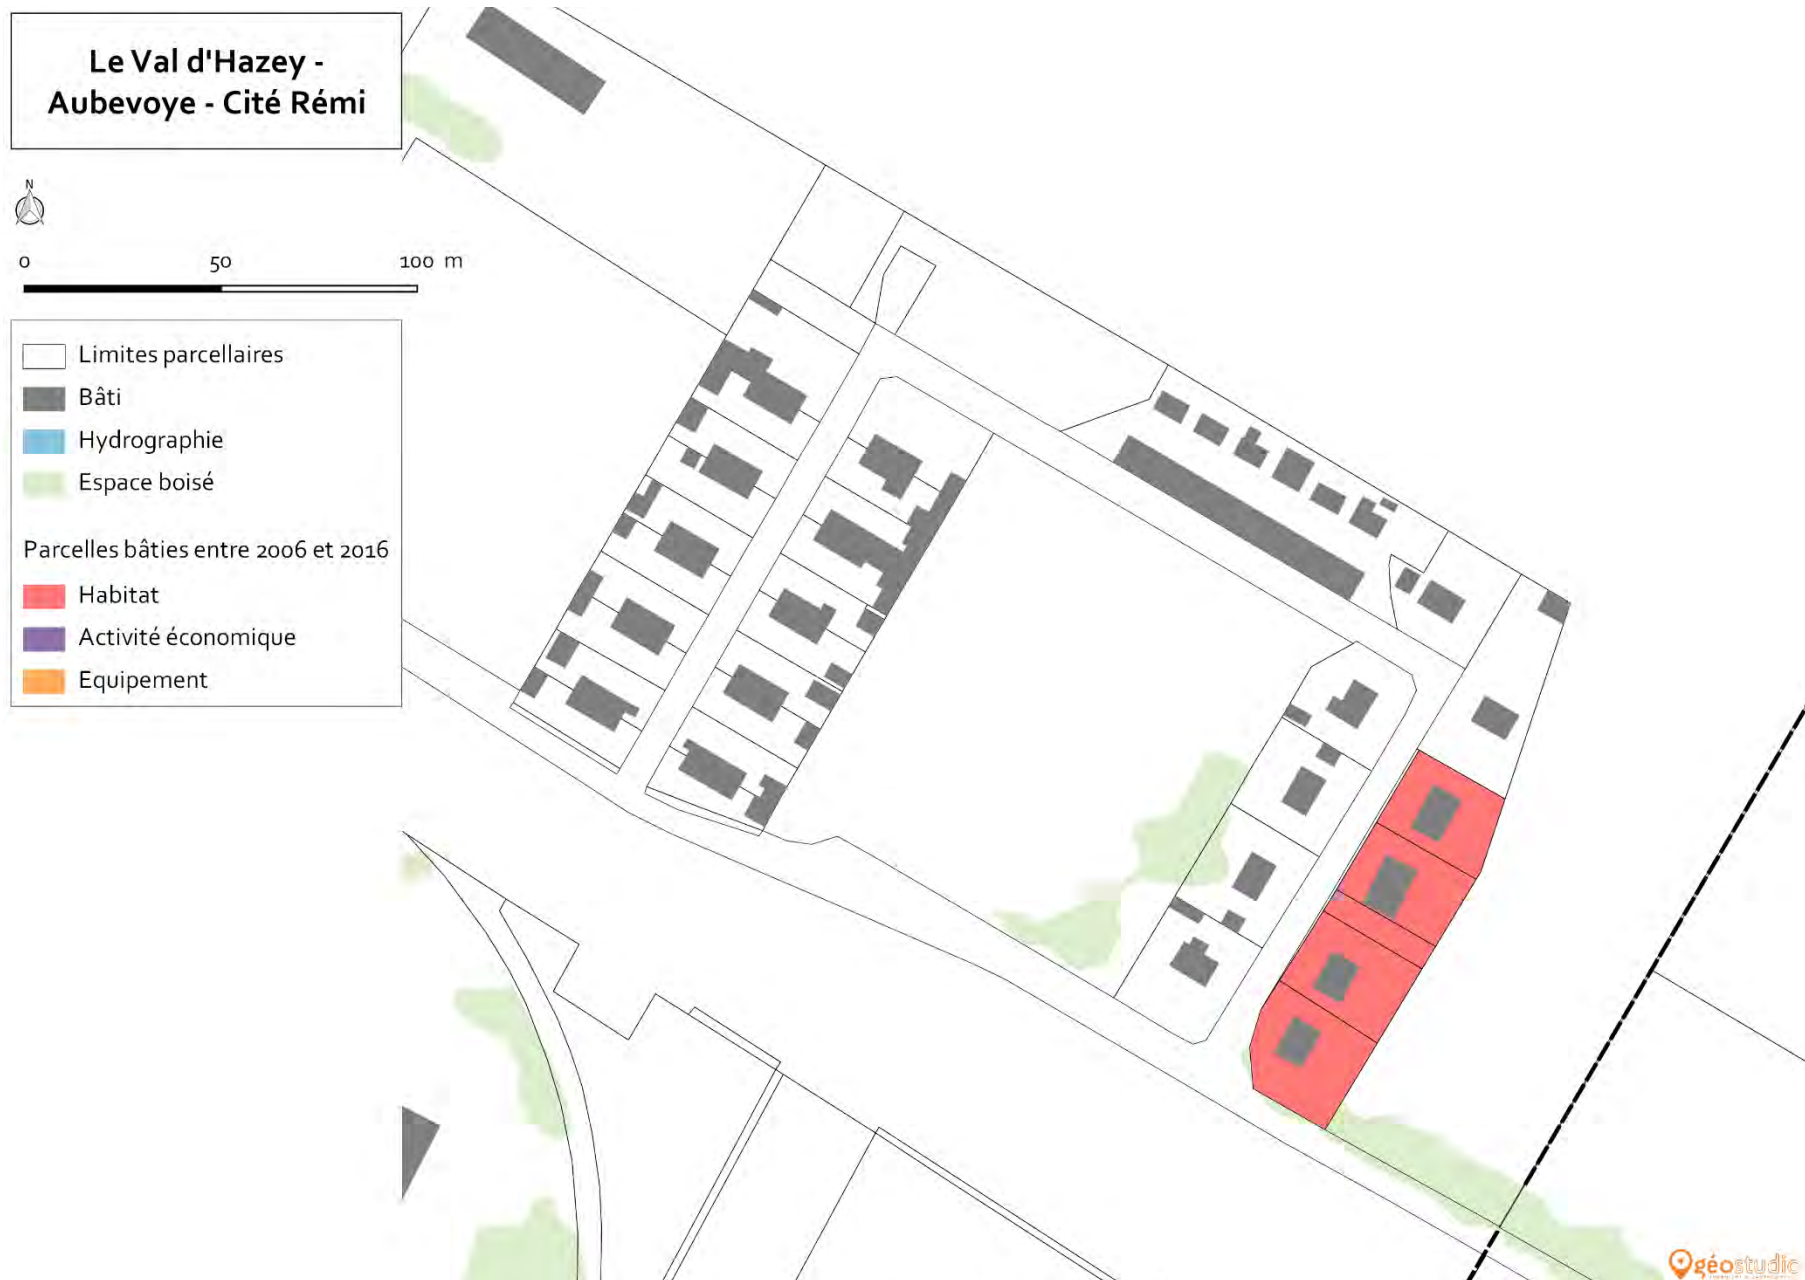 Le Val d'Hazey -
Aubevoye - Cité Rémi
N
0 50 100 m
Limites parcellaires
Bâti
Hydrographie
Espace boisé
Parcelles bâties entre 2006 et 2016
Habitat
Activité économique
Equipement
géostudio